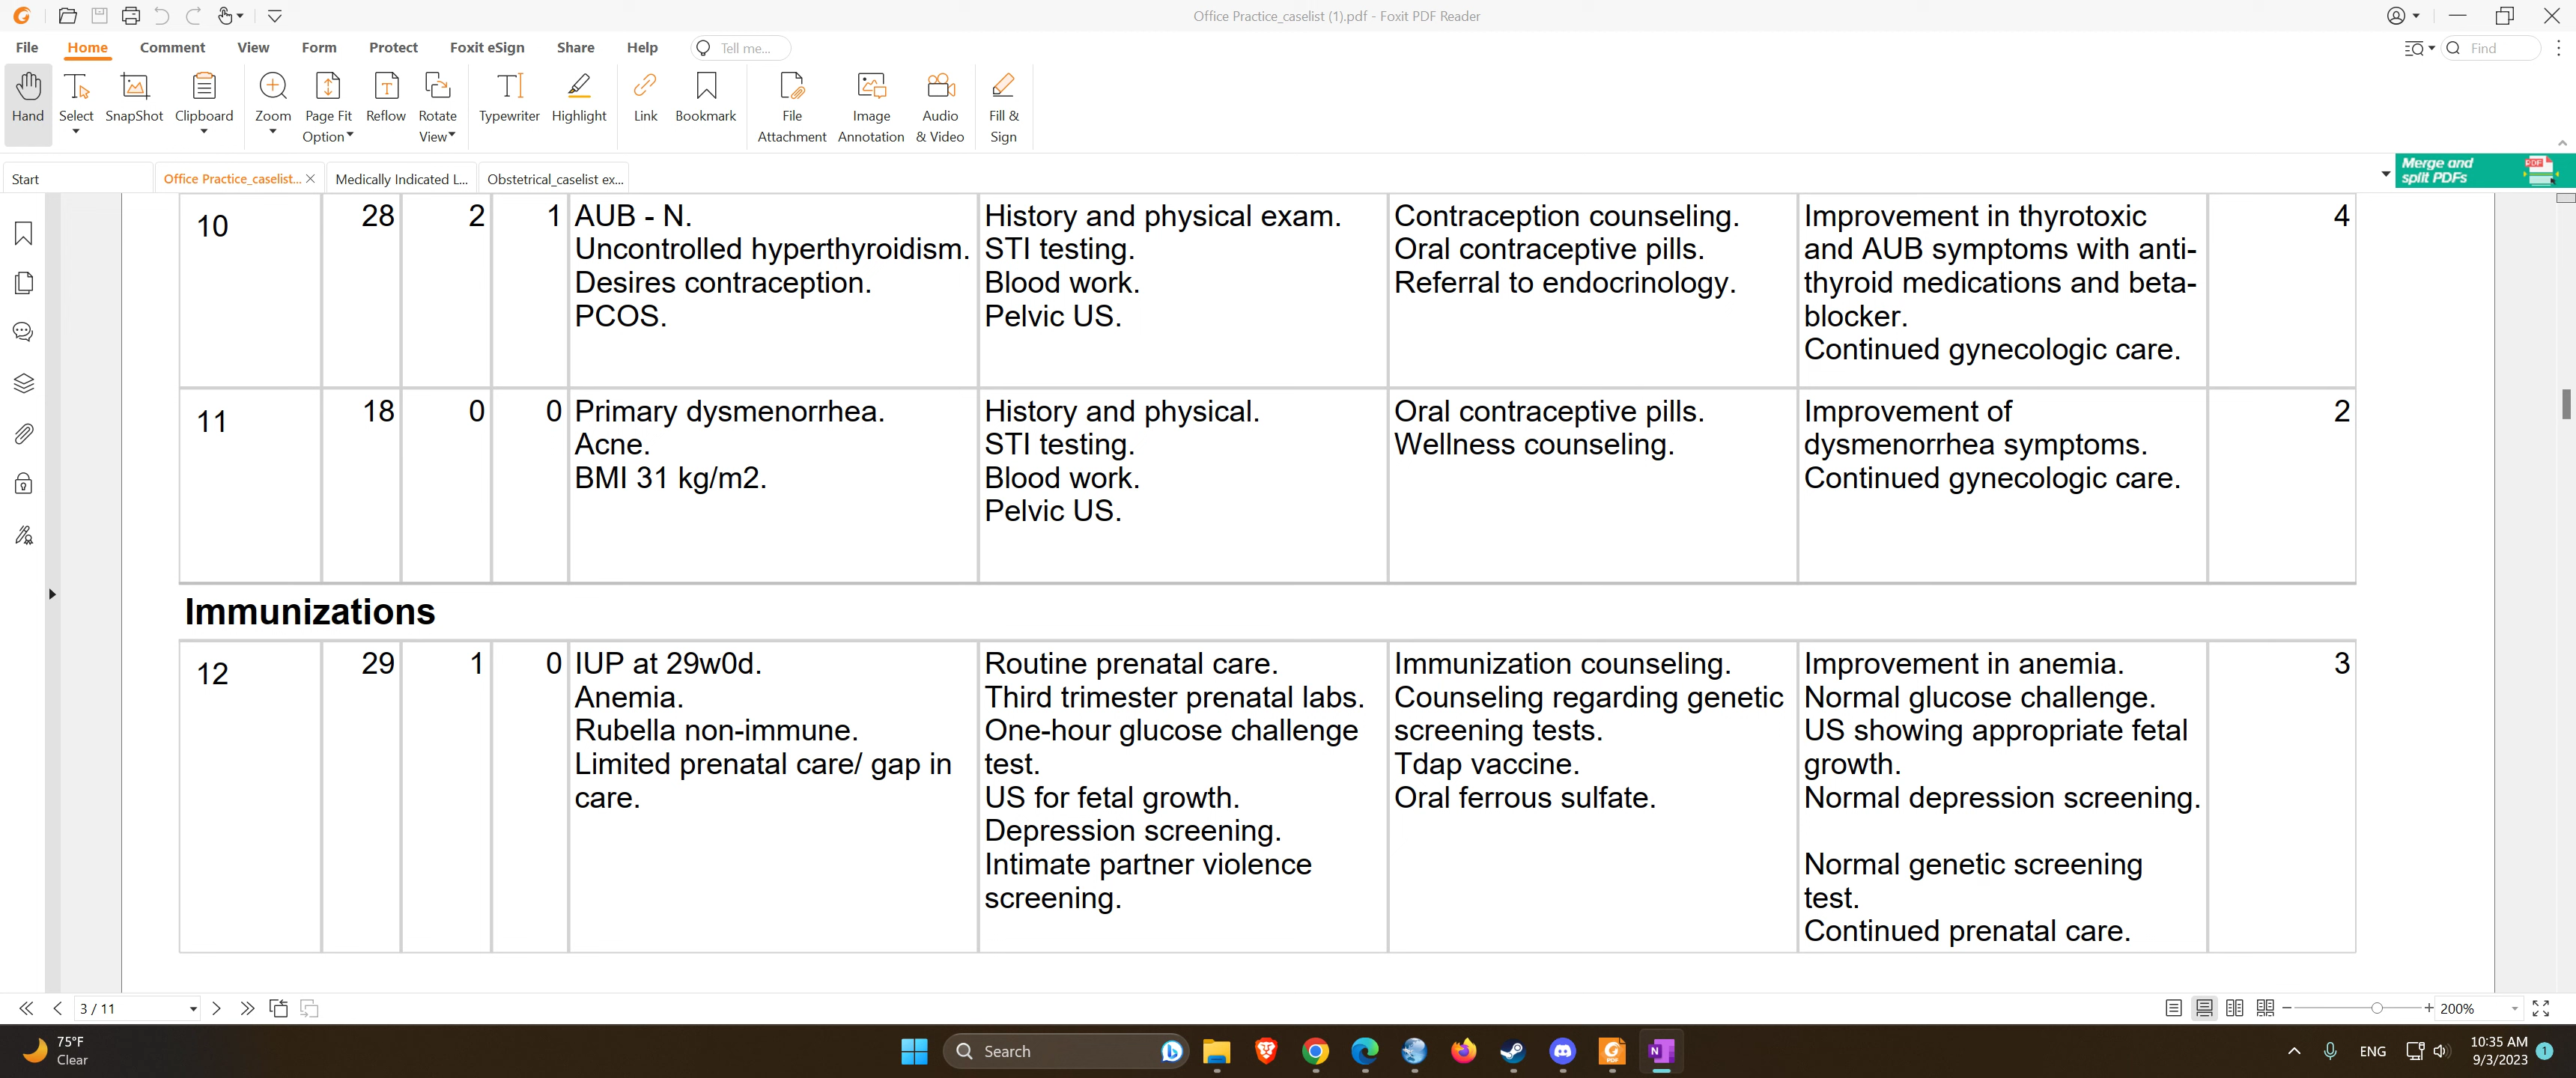 Office Practice_caselist (1).pdf - Foxit PDF Reader
File Home Comment View Form Protect Foxit eSign Share Help Tell me... Find
Hand Select SnapShot Clipboard Zoom Page Fit Option Reflow Rotate View Typewriter Highlight Link Bookmark File Attachment Image Annotation Audio & Video Fill & Sign
Start Office Practice_caselist... Medically Indicated L... Obstetrical_caselist ex...
Merge and
split PDFs
PDF
10 28 2 1 AUB - N. History and physical exam. Contraception counseling. Improvement in thyrotoxic 4
Uncontrolled hyperthyroidism. STI testing. Oral contraceptive pills. and AUB symptoms with anti-
Desires contraception. Blood work. Referral to endocrinology. thyroid medications and beta-
PCOS. Pelvic US. blocker.
Continued gynecologic care.
11 18 0 0 Primary dysmenorrhea. History and physical. Oral contraceptive pills. Improvement of 2
Acne. STI testing. Wellness counseling. dysmenorrhea symptoms.
BMI 31 kg/m2. Blood work. Continued gynecologic care.
Pelvic US.
Immunizations
12 29 1 0 IUP at 29w0d. Routine prenatal care. Immunization counseling. Improvement in anemia. 3
Anemia. Third trimester prenatal labs. Counseling regarding genetic Normal glucose challenge.
Rubella non-immune. One-hour glucose challenge screening tests. US showing appropriate fetal
Limited prenatal care/ gap in test. Tdap vaccine. growth.
care. US for fetal growth. Oral ferrous sulfate. Normal depression screening.
Depression screening.
Intimate partner violence Normal genetic screening
screening. test.
Continued prenatal care.
3 / 11 200%
75°F
Clear
Search
ENG
10:35 AM
9/3/2023
1